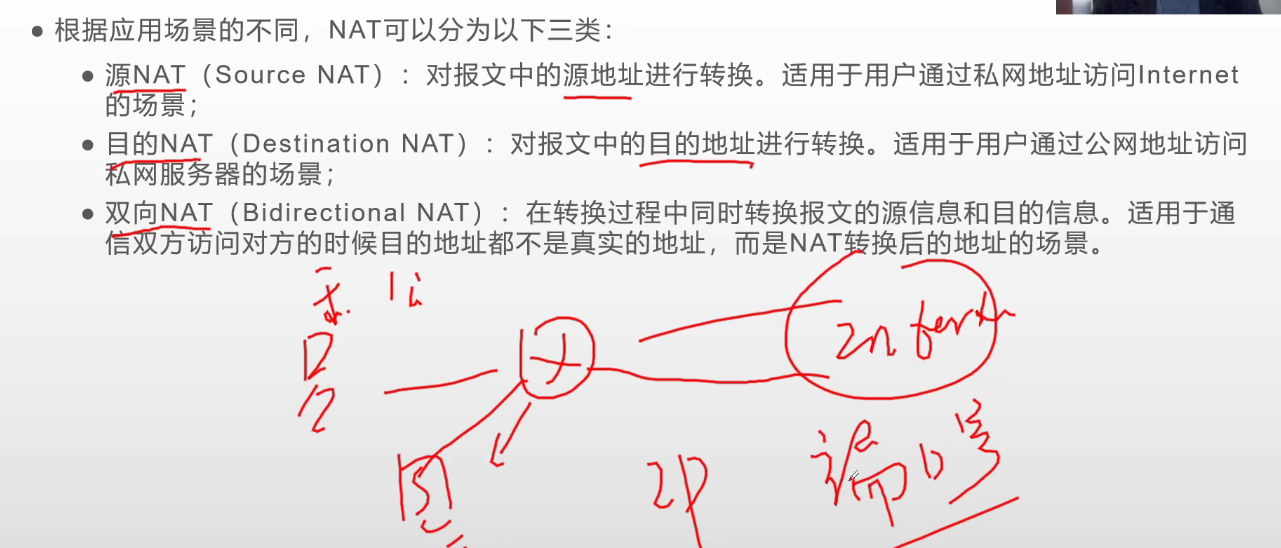 ● 根据应用场景的不同，NAT可以分为以下三类：
● 源NAT（Source NAT）：对报文中的源地址进行转换。适用于用户通过私网地址访问Internet
的场景；
● 目的NAT（Destination NAT）：对报文中的目的地址进行转换。适用于用户通过公网地址访问
私网服务器的场景；
● 双向NAT（Bidirectional NAT）：在转换过程中同时转换报文的源信息和目的信息。适用于通
信双方访问对方的时候目的地址都不是真实的地址，而是NAT转换后的地址的场景。
S
IP
端口号